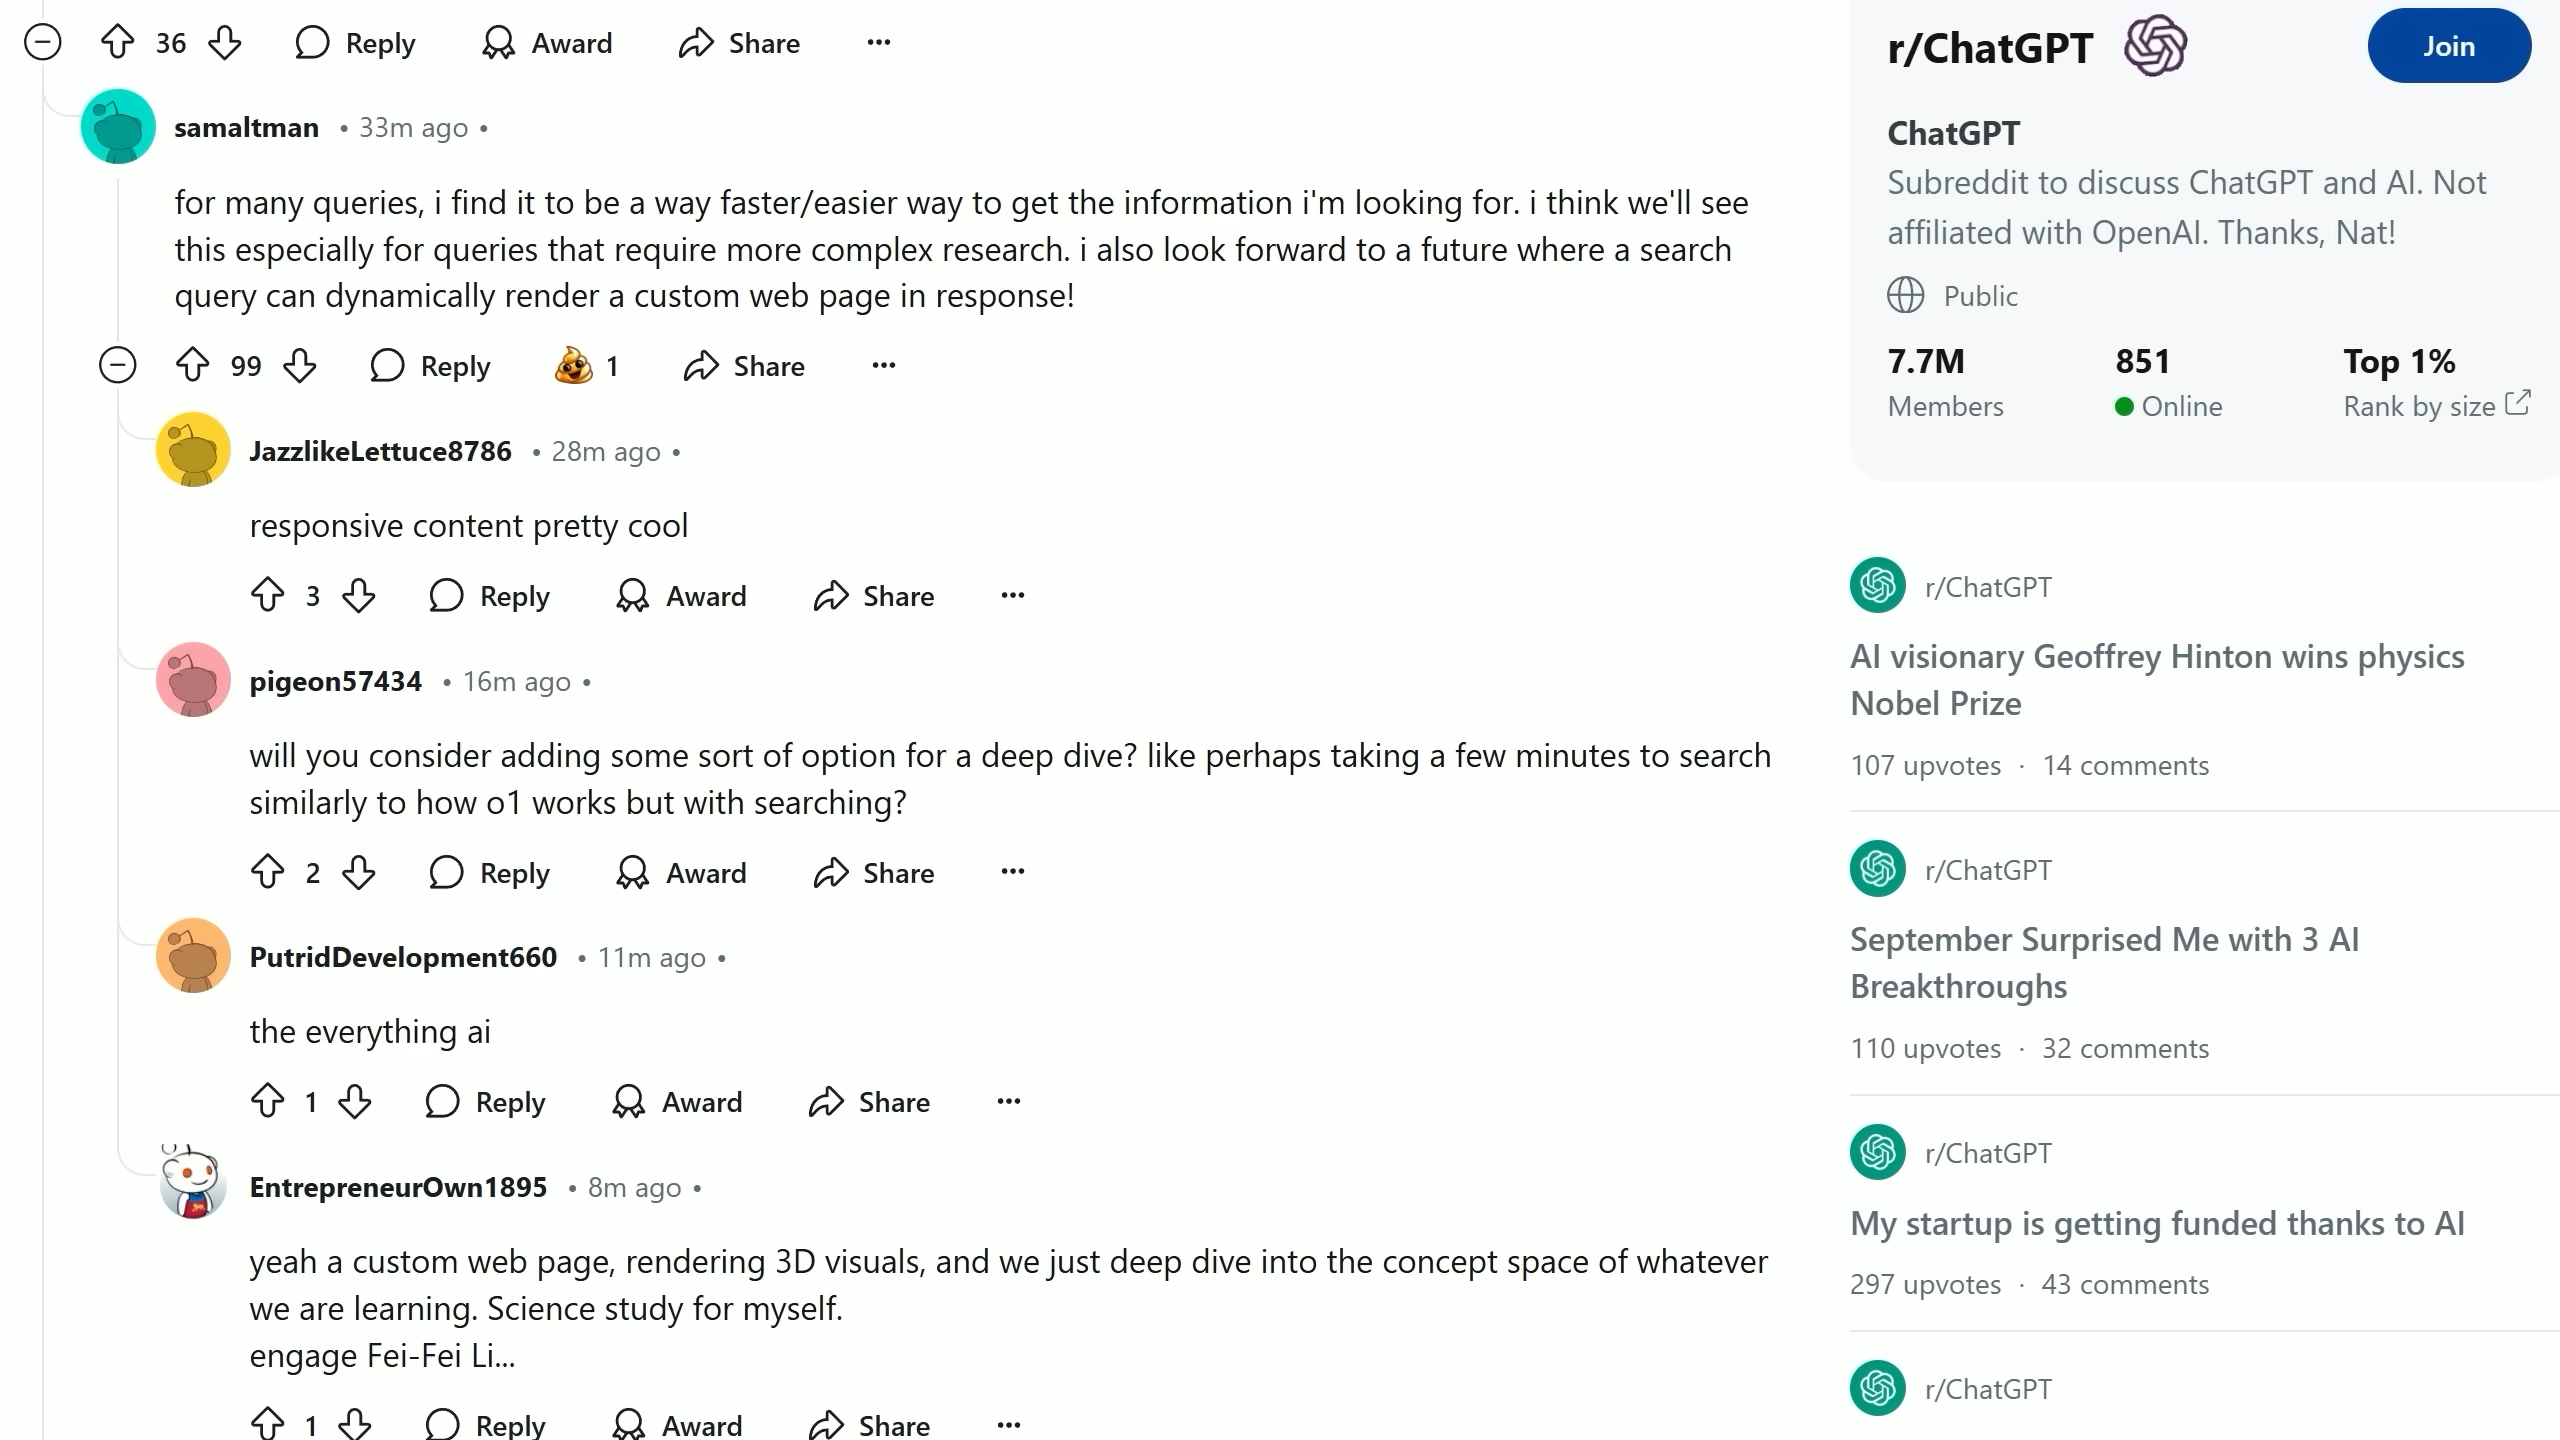 36 Reply Award Share ...
samaltman • 33m ago •
for many queries, i find it to be a way faster/easier way to get the information i'm looking for. i think we'll see
this especially for queries that require more complex research. i also look forward to a future where a search
query can dynamically render a custom web page in response!
99 Reply 1 Share ...
JazzlikeLettuce8786 • 28m ago •
responsive content pretty cool
3 Reply Award Share ...
pigeon57434 • 16m ago •
will you consider adding some sort of option for a deep dive? like perhaps taking a few minutes to search
similarly to how o1 works but with searching?
2 Reply Award Share ...
PutridDevelopment660 • 11m ago •
the everything ai
1 Reply Award Share ...
EntrepreneurOwn1895 • 8m ago •
yeah a custom web page, rendering 3D visuals, and we just deep dive into the concept space of whatever
we are learning. Science study for myself.
engage Fei-Fei Li...
1 Reply Award Share ...
r/ChatGPT Join
ChatGPT
Subreddit to discuss ChatGPT and AI. Not
affiliated with OpenAI. Thanks, Nat!
Public
7.7M 851 Top 1%
Members Online Rank by size
r/ChatGPT
AI visionary Geoffrey Hinton wins physics
Nobel Prize
107 upvotes · 14 comments
r/ChatGPT
September Surprised Me with 3 AI
Breakthroughs
110 upvotes · 32 comments
r/ChatGPT
My startup is getting funded thanks to AI
297 upvotes · 43 comments
r/ChatGPT